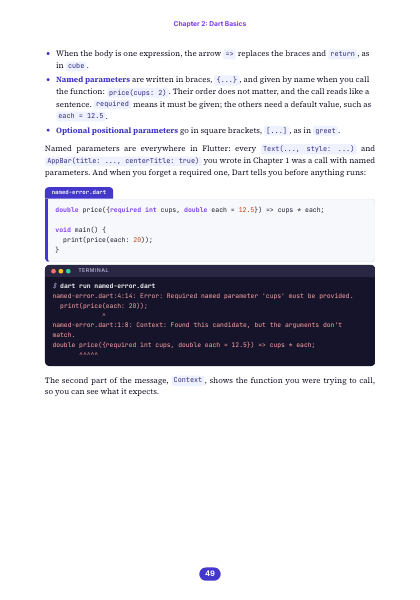 Chapter 2: Dart Basics
• When the body is one expression, the arrow => replaces the braces and return, as
in cube.
• Named parameters are written in braces, {...}, and given by name when you call
the function: price(cups: 2). Their order does not matter, and the call reads like a
sentence. required means it must be given; the others need a default value, such as
each = 12.5.
• Optional positional parameters go in square brackets, [...], as in greet.
Named parameters are everywhere in Flutter: every Text(..., style: ...) and
AppBar(title: ..., centerTitle: true) you wrote in Chapter 1 was a call with named
parameters. And when you forget a required one, Dart tells you before anything runs:
named-error.dart
double price({required int cups, double each = 12.5}) => cups * each;
void main() {
  print(price(each: 20));
}
TERMINAL
$ dart run named-error.dart
named-error.dart:4:14: Error: Required named parameter 'cups' must be provided.
  print(price(each: 20));
             ^
named-error.dart:1:8: Context: Found this candidate, but the arguments don't
match.
double price({required int cups, double each = 12.5}) => cups * each;
       ^^^^^
The second part of the message, Context, shows the function you were trying to call,
so you can see what it expects.
49